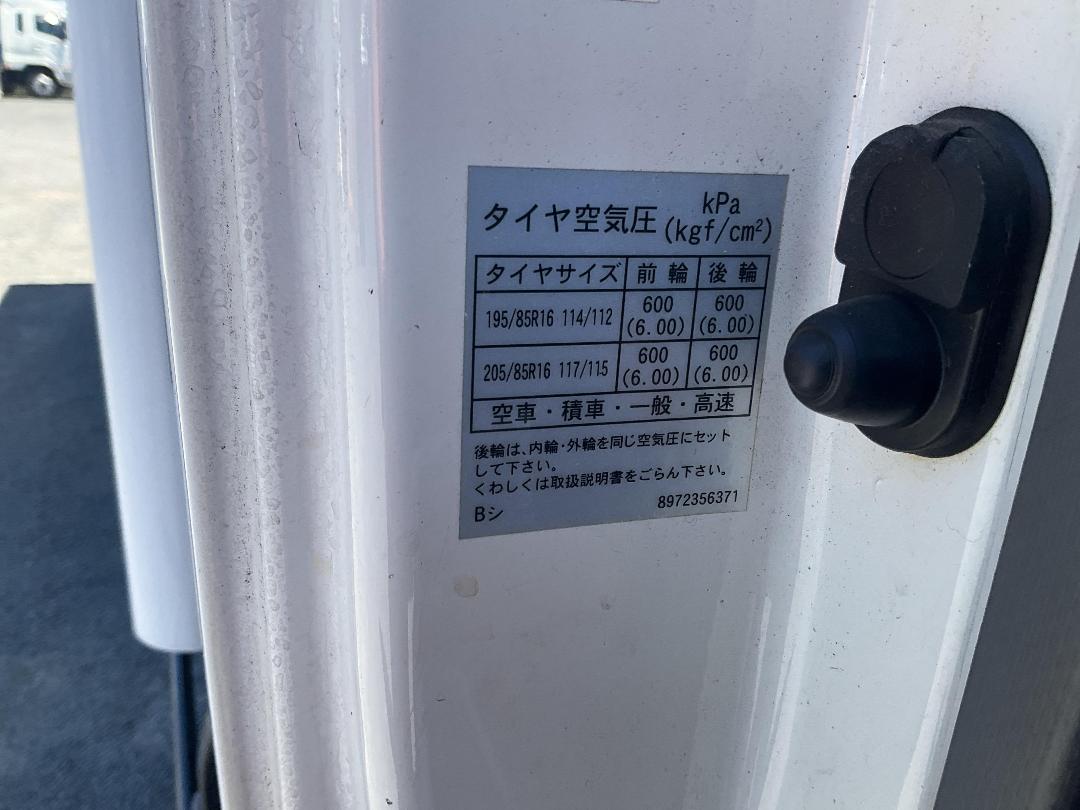 タイヤ空気圧 kPa
(kgf/cm²)
タイヤサイズ 前輪 後輪
195/85R16 114/112 600 (6.00) 600 (6.00)
205/85R16 117/115 600 (6.00) 600 (6.00)
空車・積車・一般・高速
後輪は、内輪・外輪を同じ空気圧にセット
して下さい。
くわしくは取扱説明書をごらん下さい。
Bシ 8972356371